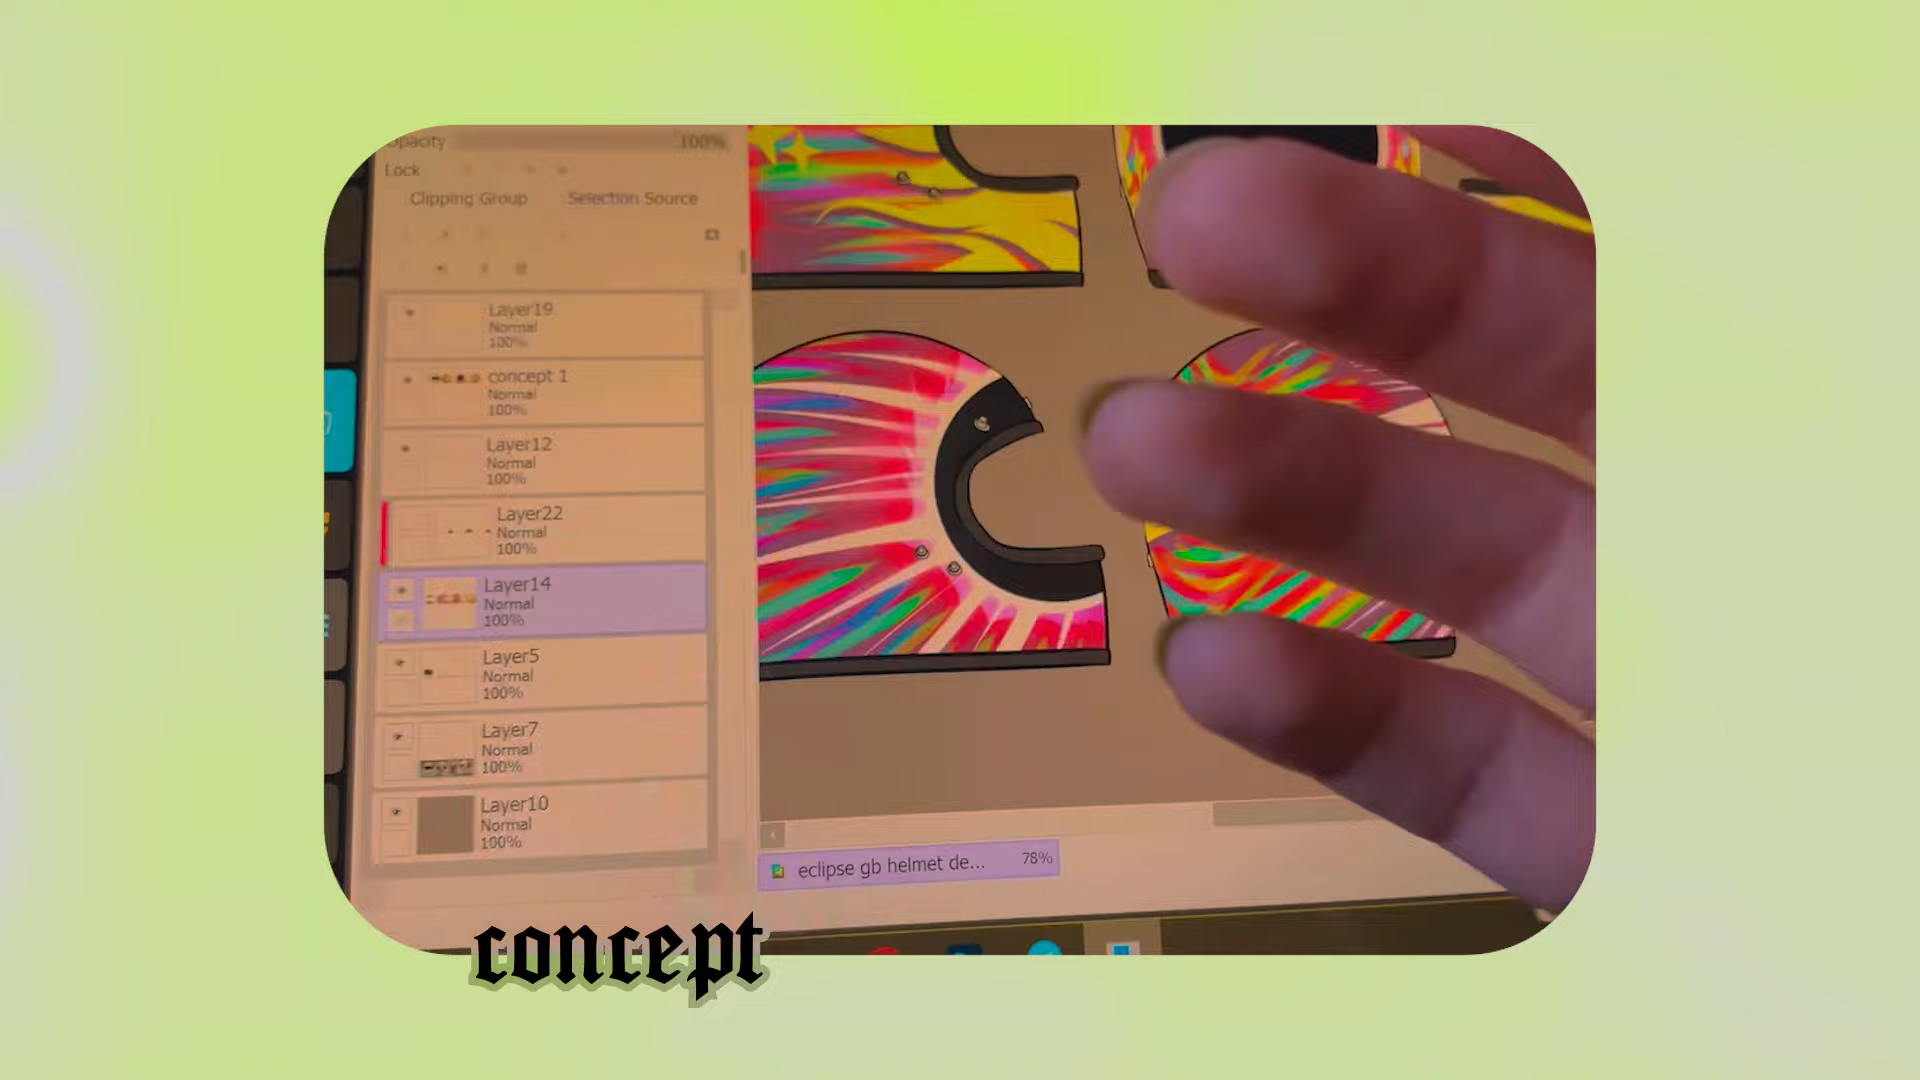 Opacity 100%
Lock
Clipping Group Selection Source
Layer19
Normal
100%
concept 1
Normal
100%
Layer12
Normal
100%
Layer22
Normal
100%
Layer14
Normal
100%
Layer5
Normal
100%
Layer7
Normal
100%
Layer10
Normal
100%
eclipse gb helmet de... 78%
concept